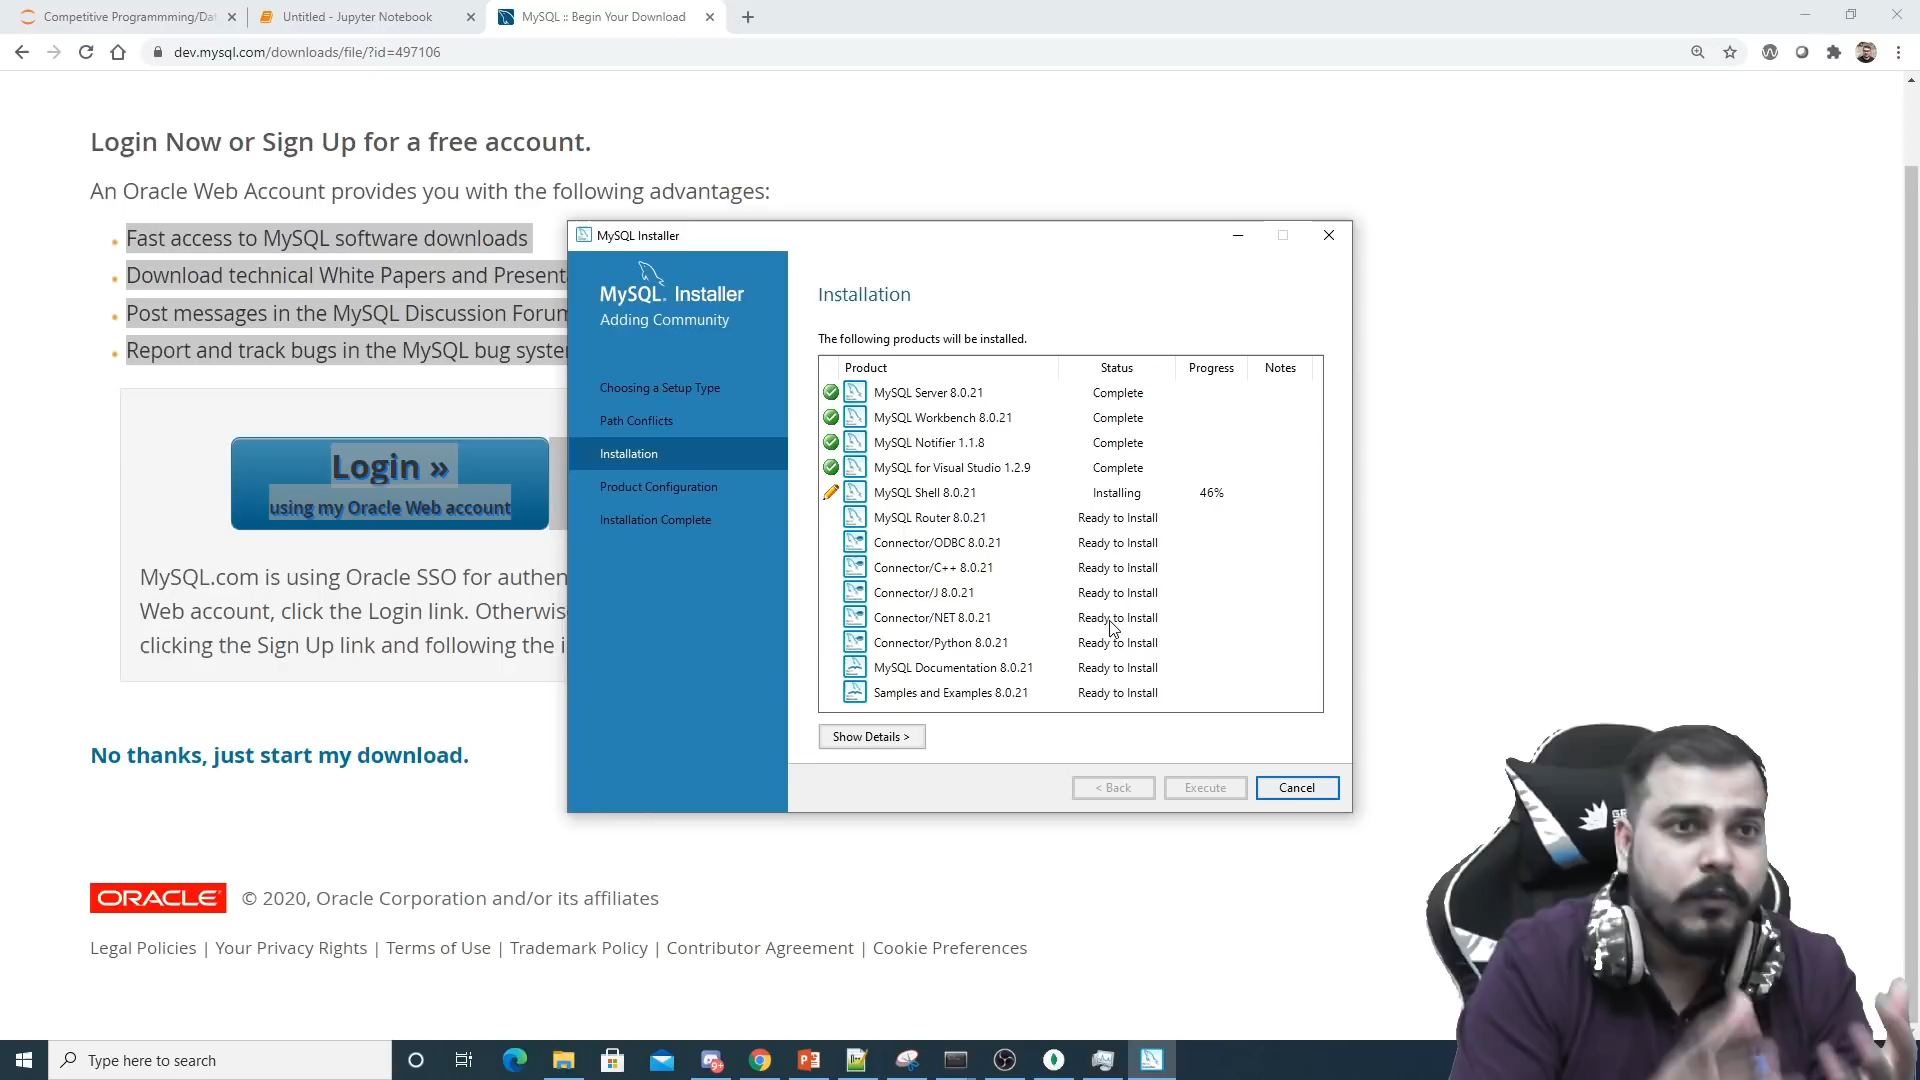 Competitive Programmming/Dat
Untitled - Jupyter Notebook
MySQL :: Begin Your Download
dev.mysql.com/downloads/file/?id=497106
Login Now or Sign Up for a free account.
An Oracle Web Account provides you with the following advantages:
Fast access to MySQL software downloads
Download technical White Papers and Present
Post messages in the MySQL Discussion Forum
Report and track bugs in the MySQL bug syste
Login »
using my Oracle Web account
MySQL.com is using Oracle SSO for authen
Web account, click the Login link. Otherwis
clicking the Sign Up link and following the i
No thanks, just start my download.
ORACLE © 2020, Oracle Corporation and/or its affiliates
Legal Policies | Your Privacy Rights | Terms of Use | Trademark Policy | Contributor Agreement | Cookie Preferences
MySQL Installer
MySQL. Installer
Adding Community
Choosing a Setup Type
Path Conflicts
Installation
Product Configuration
Installation Complete
Installation
The following products will be installed.
Product Status Progress Notes
MySQL Server 8.0.21 Complete
MySQL Workbench 8.0.21 Complete
MySQL Notifier 1.1.8 Complete
MySQL for Visual Studio 1.2.9 Complete
MySQL Shell 8.0.21 Installing 46%
MySQL Router 8.0.21 Ready to Install
Connector/ODBC 8.0.21 Ready to Install
Connector/C++ 8.0.21 Ready to Install
Connector/J 8.0.21 Ready to Install
Connector/NET 8.0.21 Ready to Install
Connector/Python 8.0.21 Ready to Install
MySQL Documentation 8.0.21 Ready to Install
Samples and Examples 8.0.21 Ready to Install
Show Details >
< Back Execute Cancel
Type here to search